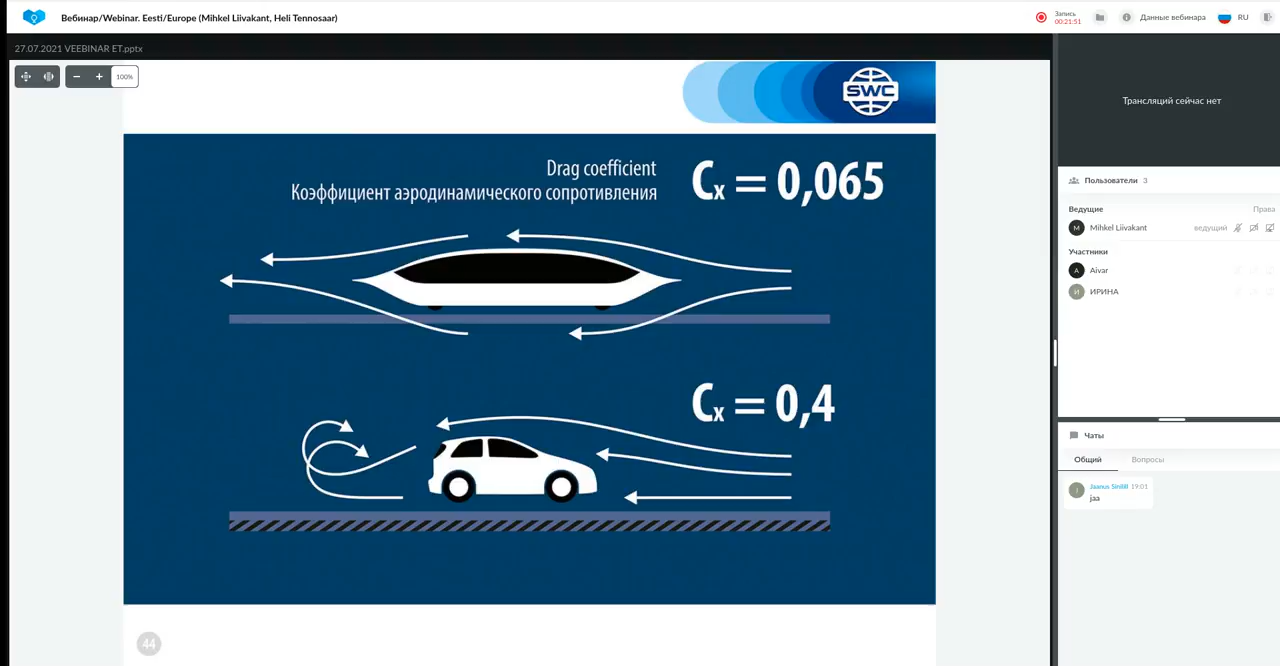 Вебинар/Webinar. Eesti/Europe (Mihkel Liivakant, Heli Tennosaar)
Запись
00:21:51
Данные вебинара
RU
27.07.2021 VEEBINAR ET.pptx
100%
SWC
Drag coefficient
Коэффициент аэродинамического сопротивления
Cx = 0,065
Cx = 0,4
44
Трансляций сейчас нет
Пользователи 3
Ведущие Права
M Mihkel Liivakant ведущий
Участники
A Aivar
И ИРИНА
Чаты
Общий Вопросы
Jaanus Sinilill 19:01
jaa